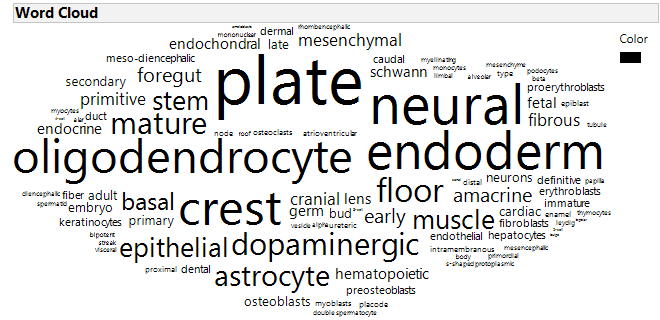 Word Cloud
Color
rhombencephalic
mononuclear
dermal
endochondral
late
mesenchymal
meso-diencephalic
caudal
myelinating
mesenchyme
schwann
monocytes
type
podocytes
limbal
alveolar
beta
foregut
plate
neural
secondary
proerythroblasts
stem
primitive
fetal
epiblast
myocytes
duct
mature
fibrous
endocrine
node
roof
osteoclasts
atrioventricular
tubule
oligodendrocyte
endoderm
floor
distal
neurons
definitive
papilla
diencephalic
fiber
adult
basal
crest
cranial
lens
amacrine
erythroblasts
spermatid
immature
embryo
germ
bud
early
muscle
cardiac
enamel
thymocytes
keratinocytes
primary
vesicle
alpha
ureteric
fibroblasts
leydig
bipotent
streak
visceral
epithelial
dopaminergic
endothelial
hepatocytes
intramembranous
mesencephalic
body
primordial
s-shaped
protoplasmic
proximal
dental
astrocyte
hematopoietic
preosteoblasts
osteoblasts
myoblasts
placode
double
spermatocyte